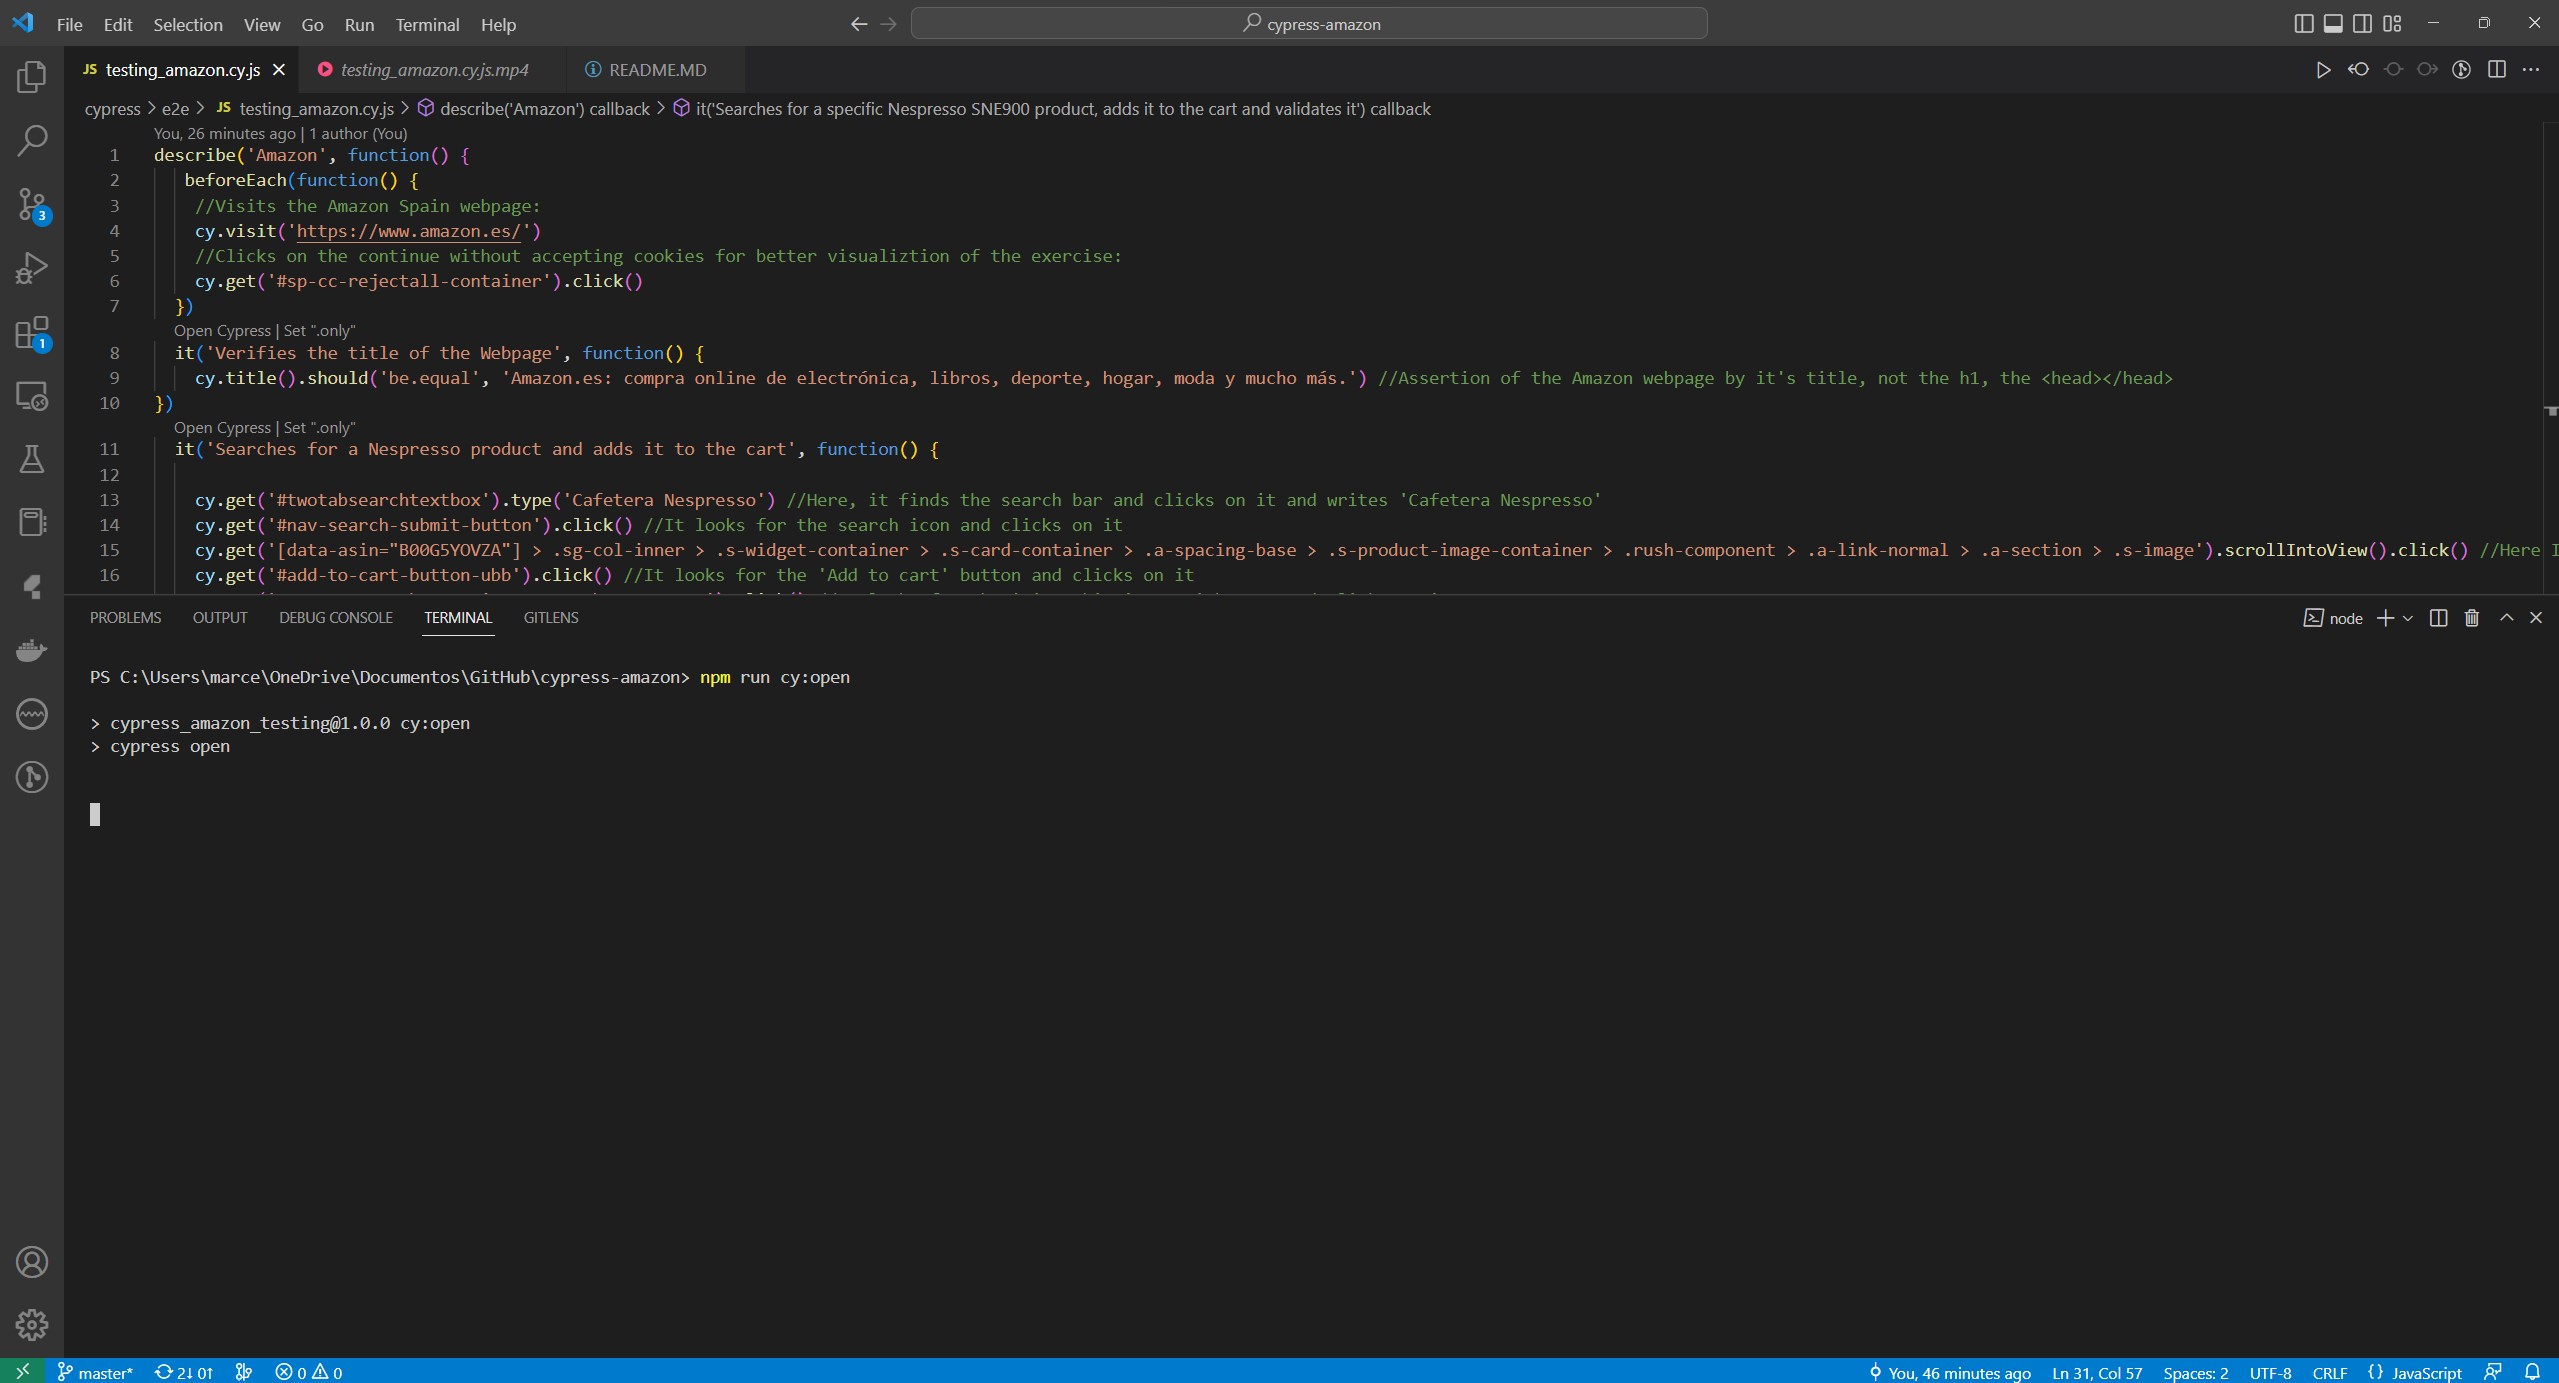 File Edit Selection View Go Run Terminal Help cypress-amazon
JS testing_amazon.cy.js testing_amazon.cy.js.mp4 README.MD
cypress > e2e > JS testing_amazon.cy.js > describe('Amazon') callback > it('Searches for a specific Nespresso SNE900 product, adds it to the cart and validates it') callback
You, 26 minutes ago | 1 author (You)
1 describe('Amazon', function() {
2 beforeEach(function() {
3 //Visits the Amazon Spain webpage:
4 cy.visit('https://www.amazon.es/')
5 //Clicks on the continue without accepting cookies for better visualiztion of the exercise:
6 cy.get('#sp-cc-rejectall-container').click()
7 })
Open Cypress | Set ".only"
8 it('Verifies the title of the Webpage', function() {
9 cy.title().should('be.equal', 'Amazon.es: compra online de electrónica, libros, deporte, hogar, moda y mucho más.') //Assertion of the Amazon webpage by it's title, not the h1, the <head></head>
10 })
Open Cypress | Set ".only"
11 it('Searches for a Nespresso product and adds it to the cart', function() {
12
13 cy.get('#twotabsearchtextbox').type('Cafetera Nespresso') //Here, it finds the search bar and clicks on it and writes 'Cafetera Nespresso'
14 cy.get('#nav-search-submit-button').click() //It looks for the search icon and clicks on it
15 cy.get('[data-asin="B00G5YOVZA"] > .sg-col-inner > .s-widget-container > .s-card-container > .a-spacing-base > .s-product-image-container > .rush-component > .a-link-normal > .a-section > .s-image').scrollIntoView().click() //Here I
16 cy.get('#add-to-cart-button-ubb').click() //It looks for the 'Add to cart' button and clicks on it
PROBLEMS OUTPUT DEBUG CONSOLE TERMINAL GITLENS node
PS C:\Users\marce\OneDrive\Documentos\GitHub\cypress-amazon> npm run cy:open
> cypress_amazon_testing@1.0.0 cy:open
> cypress open
3
1
master* 2↓ 0↑ 0 0 You, 46 minutes ago Ln 31, Col 57 Spaces: 2 UTF-8 CRLF {} JavaScript